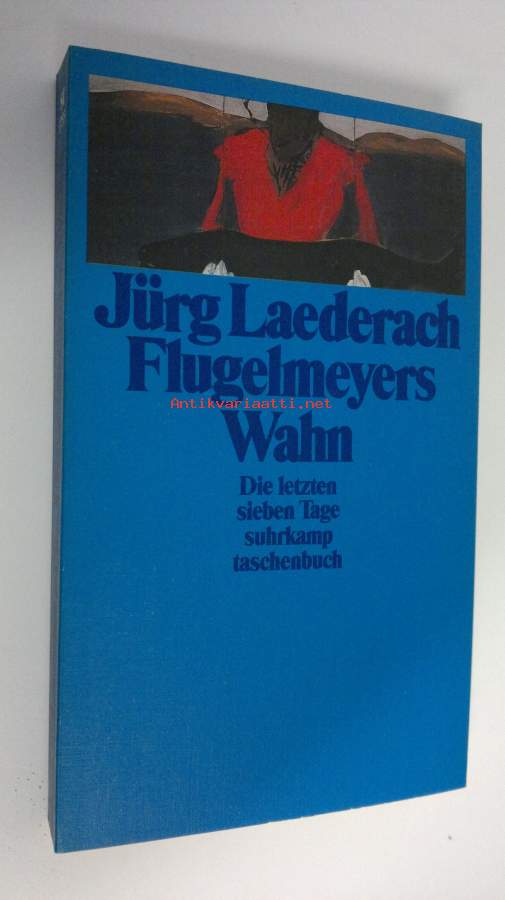 Jürg Laederach
Flugelmeyers
Antikvariaatti.net
Wahn
Die letzten
sieben Tage
suhrkamp
taschenbuch